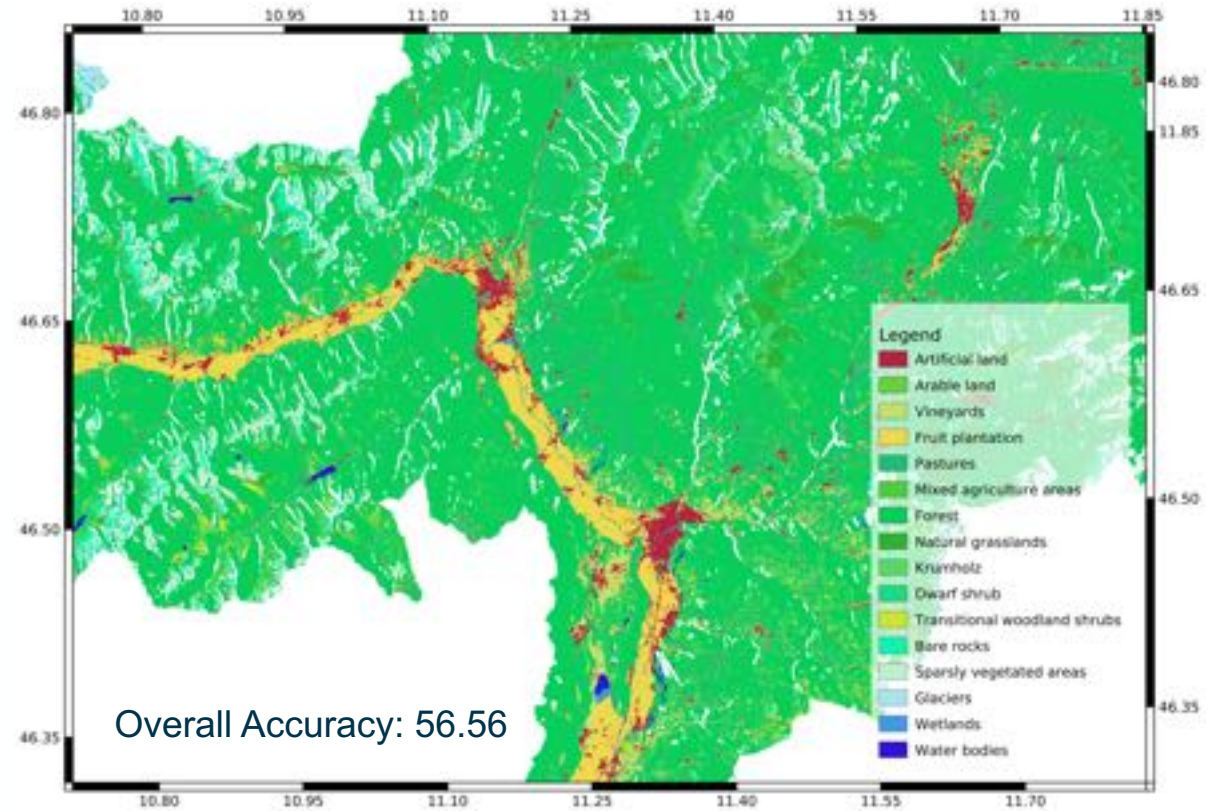 10.80 10.95 11.10 11.25 11.40 11.55 11.70 11.85
46.80
46.65
46.50
46.35
46.80
11.85
46.65
46.50
46.35
Legend
Artificial land
Arable land
Vineyards
Fruit plantation
Pastures
Mixed agriculture areas
Forest
Natural grasslands
Krumholz
Dwarf shrub
Transitional woodland shrubs
Bare rocks
Sparsly vegetated areas
Glaciers
Wetlands
Water bodies
Overall Accuracy: 56.56
10.80 10.95 11.10 11.25 11.40 11.55 11.70